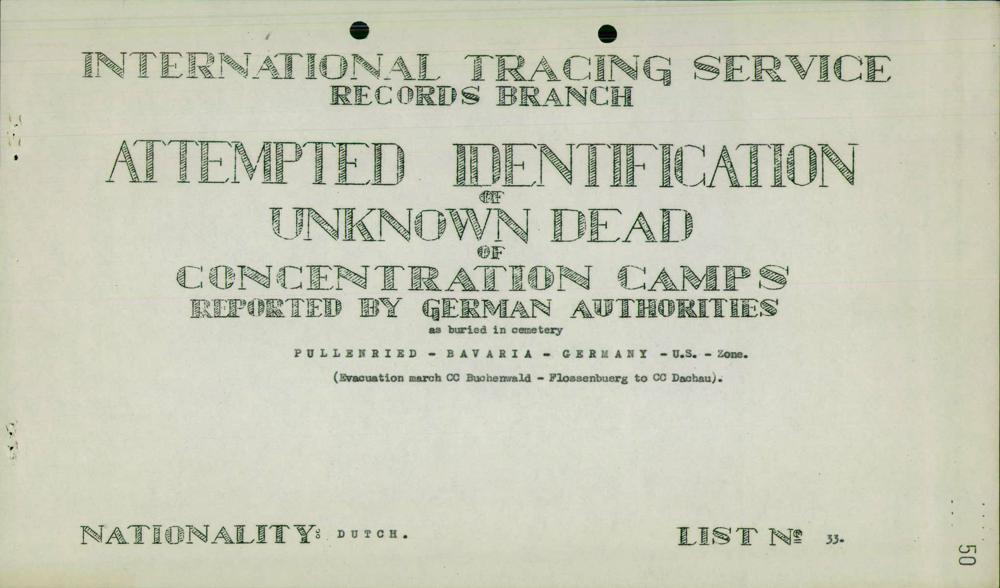 INTERNATIONAL TRACING SERVICE
RECORDS BRANCH
ATTEMPTED IDENTIFICATION
OF
UNKNOWN DEAD
OF
CONCENTRATION CAMPS
REPORTED BY GERMAN AUTHORITIES
as buried in cemetery
PULLENRIED - BAVARIA - GERMANY - U.S. - Zone.
(Evacuation march CC Buchenwald - Flossenbuerg to CC Dachau).
NATIONALITY: DUTCH.
LIST Nº 33.
50